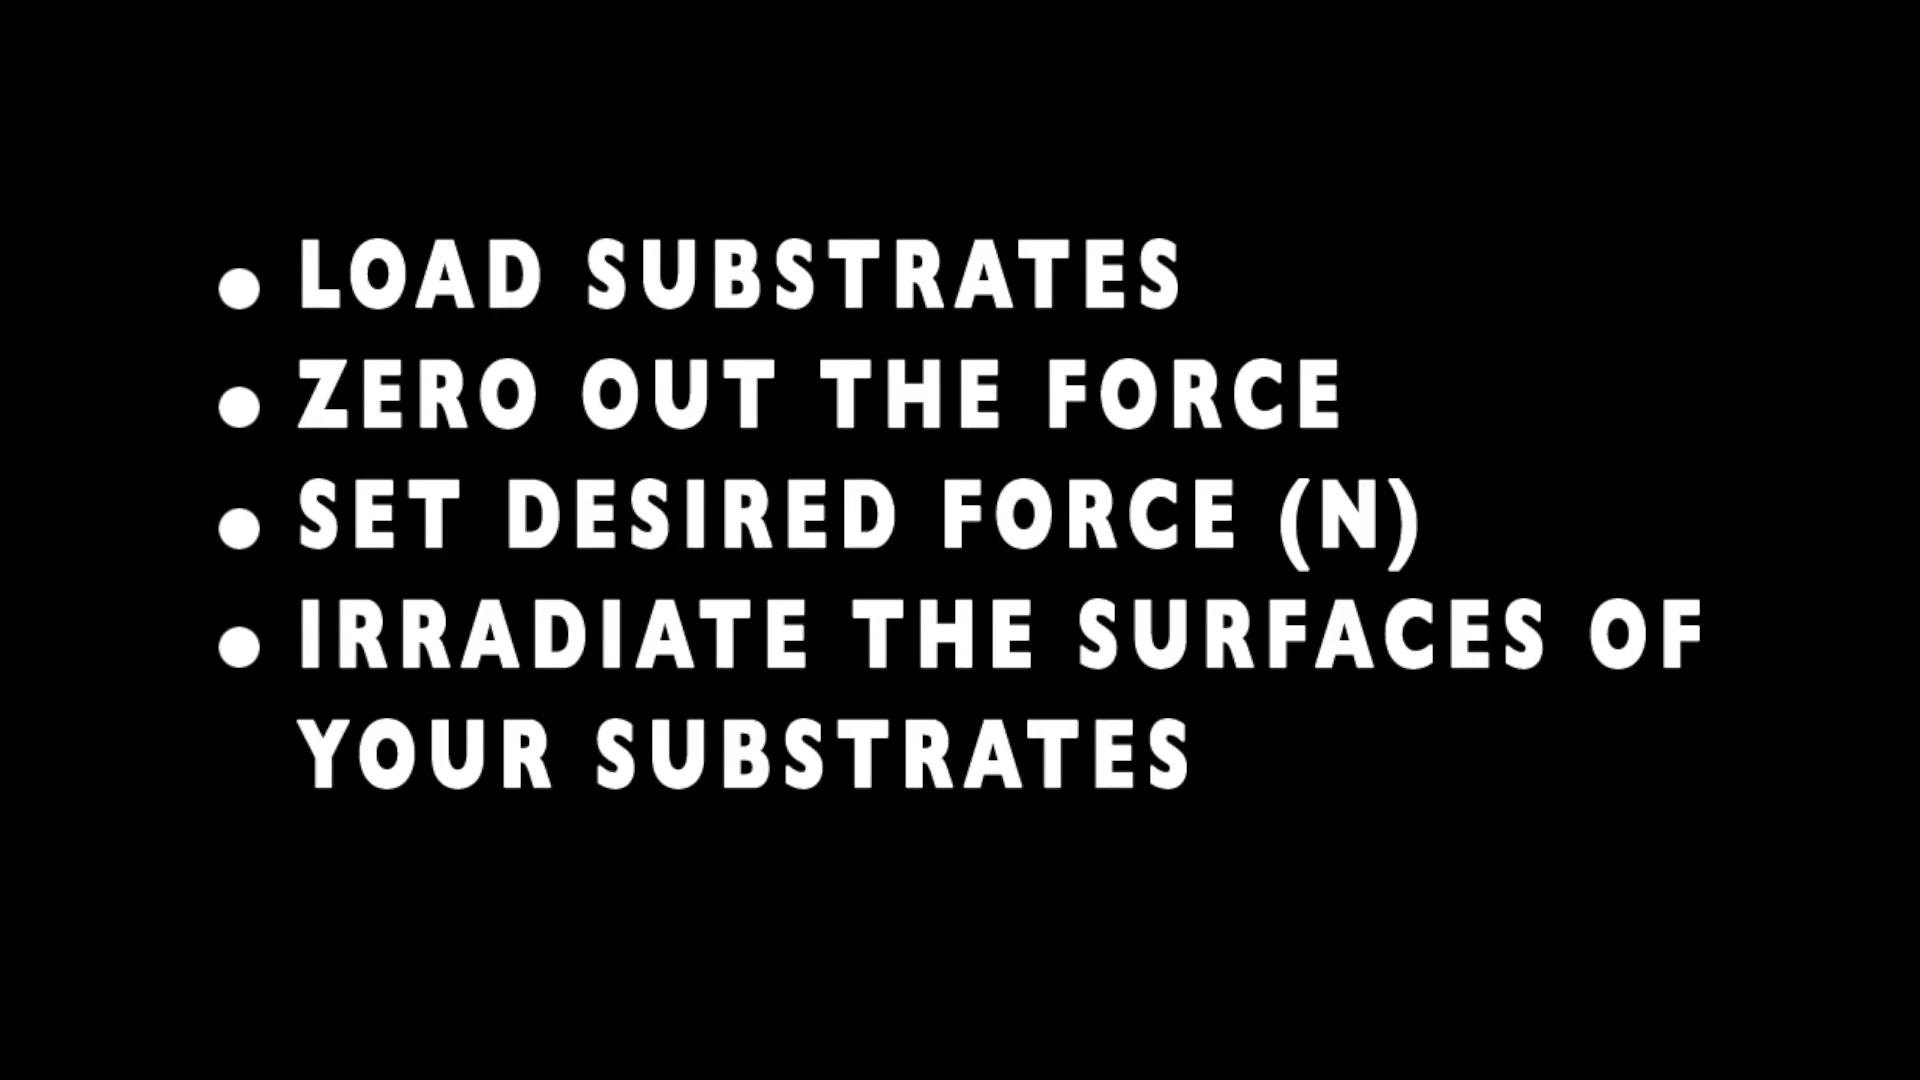 • LOAD SUBSTRATES
• ZERO OUT THE FORCE
• SET DESIRED FORCE (N)
• IRRADIATE THE SURFACES OF
YOUR SUBSTRATES